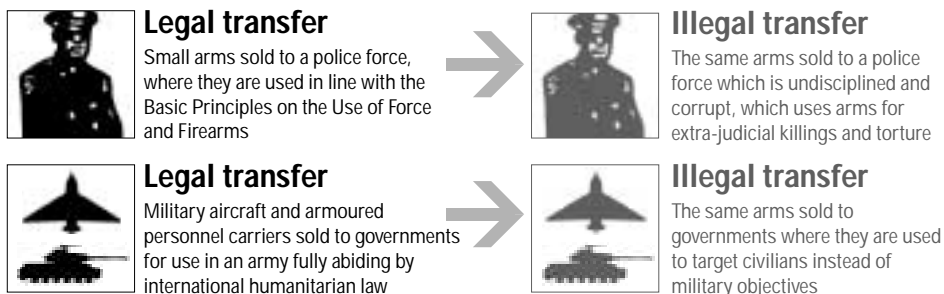 Legal transfer
Small arms sold to a police force,
where they are used in line with the
Basic Principles on the Use of Force
and Firearms
Illegal transfer
The same arms sold to a police
force which is undisciplined and
corrupt, which uses arms for
extra-judicial killings and torture
Legal transfer
Military aircraft and armoured
personnel carriers sold to governments
for use in an army fully abiding by
international humanitarian law
Illegal transfer
The same arms sold to
governments where they are used
to target civilians instead of
military objectives